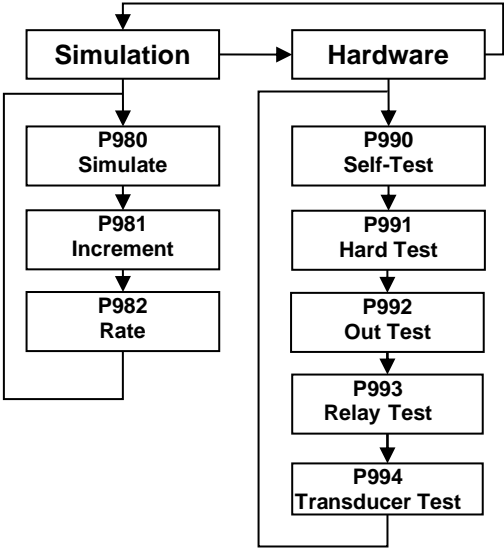 Simulation
Hardware
P980
Simulate
P981
Increment
P982
Rate
P990
Self-Test
P991
Hard Test
P992
Out Test
P993
Relay Test
P994
Transducer Test